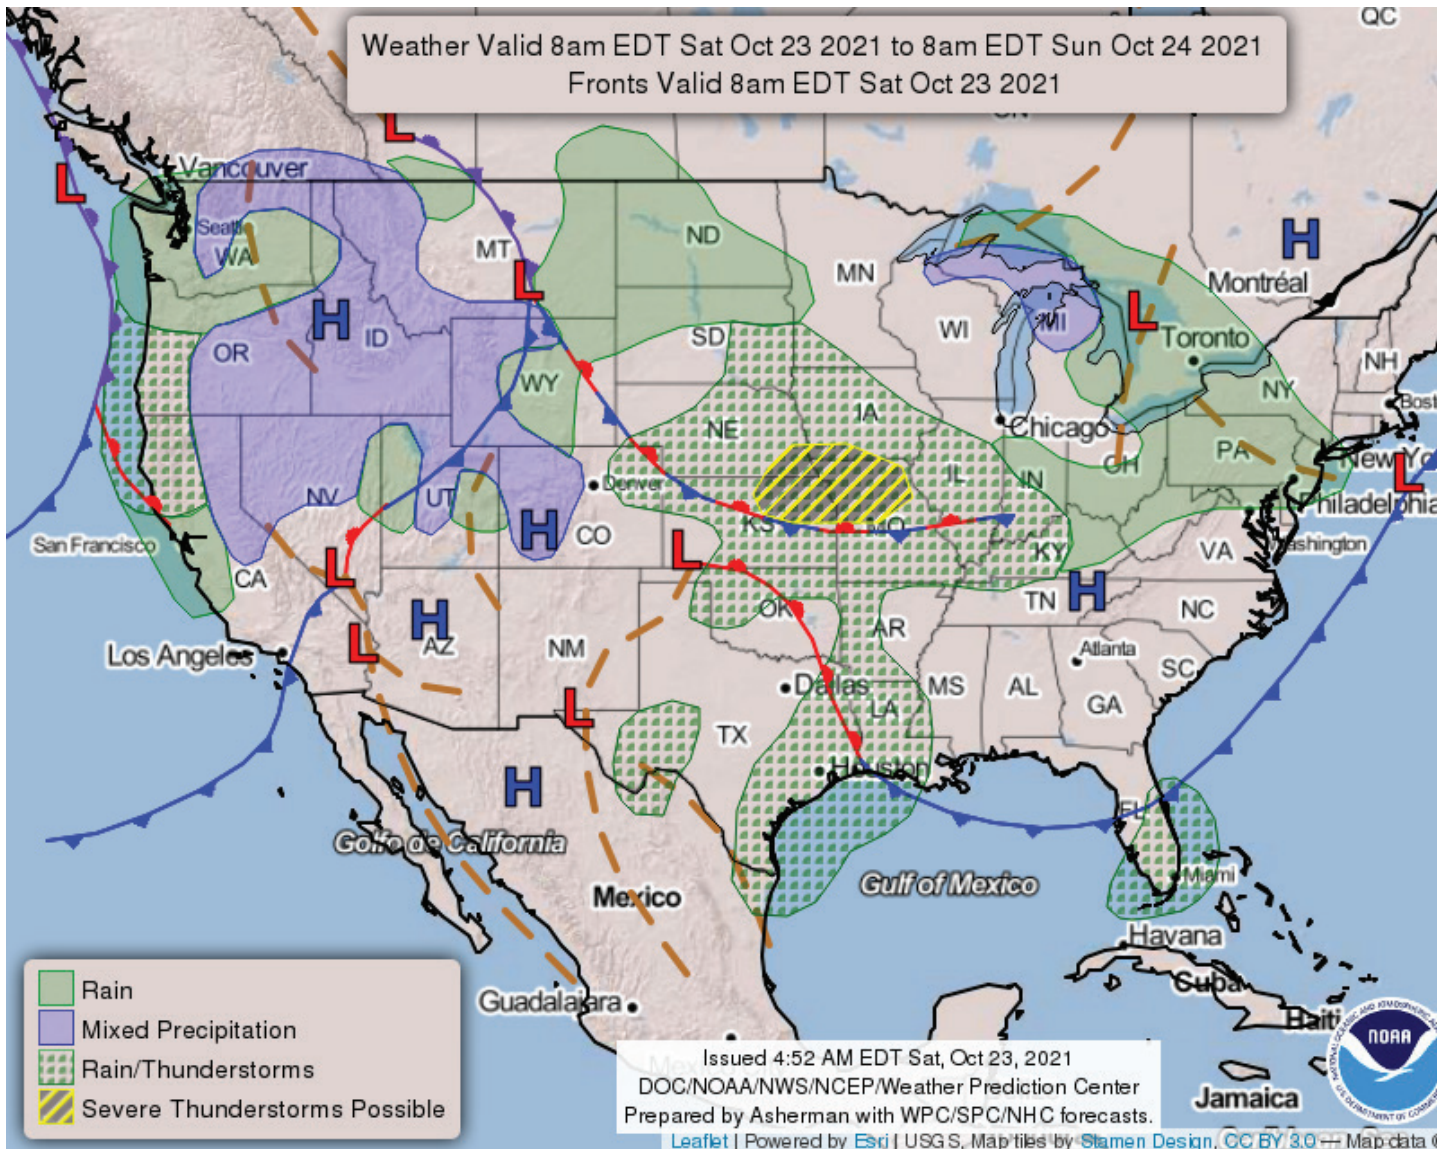 Weather Valid 8am EDT Sat Oct 23 2021 to 8am EDT Sun Oct 24 2021
Fronts Valid 8am EDT Sat Oct 23 2021
QC
L
L
Vancouver
Seattle
WA
MT
ND
MN
H
Montréal
L
H
OR
ID
SD
WI
MI
L
Toronto
NH
WY
NY
IA
Boston
NE
Chicago
PA
OH
New Yo
L
IL
IN
Denver
NV
UT
Philadelphia
H
CO
KS
MO
San Francisco
KY
VA
Washington
L
L
CA
H
TN
H
NC
OK
AR
Los Angeles
L
AZ
NM
Atlanta
SC
Dallas
MS
AL
GA
L
LA
TX
H
Houston
FL
Golfo de California
Miami
Gulf of Mexico
Mexico
Havana
Cuba
Guadalajara
Haiti
Mexico City
Jamaica
Rain
Mixed Precipitation
Rain/Thunderstorms
Severe Thunderstorms Possible
Issued 4:52 AM EDT Sat, Oct 23, 2021
DOC/NOAA/NWS/NCEP/Weather Prediction Center
Prepared by Asherman with WPC/SPC/NHC forecasts.
NOAA
Leaflet | Powered by Esri | USGS, Map tiles by Stamen Design, CC BY 3.0 — Map data ©